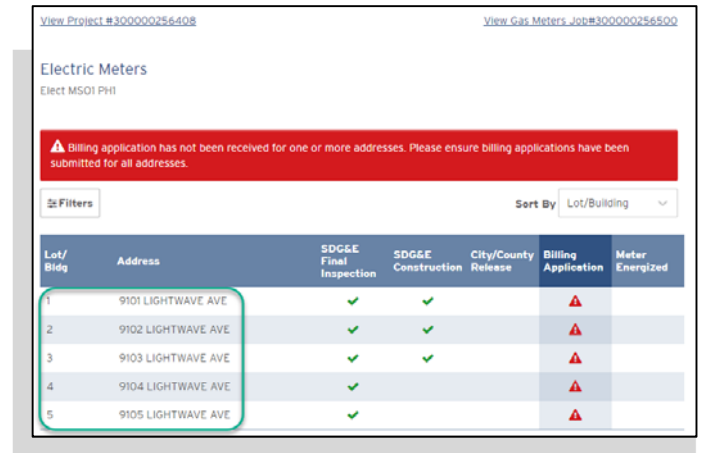 View Project #300000256408
View Gas Meters Job#300000256500
Electric Meters
Elect MS01 PH1
Billing application has not been received for one or more addresses. Please ensure billing applications have been
submitted for all addresses.
Filters
Sort By Lot/Building
Lot/
Bldg
Address
SDG&E
Final
Inspection
SDG&E
Construction
City/County
Release
Billing
Application
Meter
Energized
1 9101 LIGHTWAVE AVE
2 9102 LIGHTWAVE AVE
3 9103 LIGHTWAVE AVE
4 9104 LIGHTWAVE AVE
5 9105 LIGHTWAVE AVE